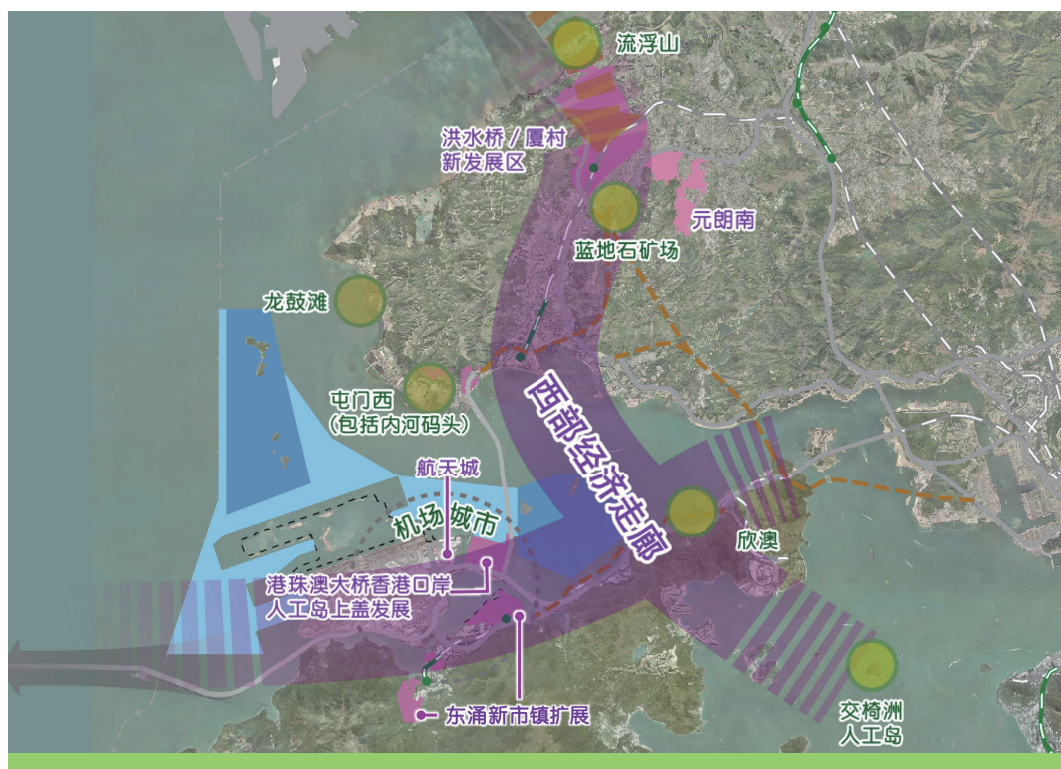 流浮山
洪水桥/厦村
新发展区
元朗南
蓝地石矿场
龙鼓滩
屯门西
(包括内河码头)
西部经济走廊
航天城
机场城市
欣澳
港珠澳大桥香港口岸
人工岛上盖发展
东涌新市镇扩展
交椅洲
人工岛